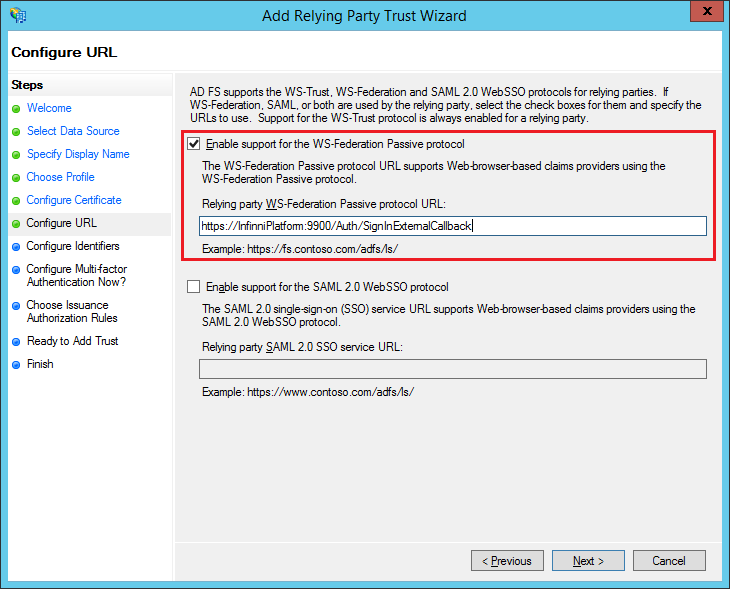 Add Relying Party Trust Wizard
X
Configure URL
Steps
Welcome
Select Data Source
Specify Display Name
Choose Profile
Configure Certificate
Configure URL
Configure Identifiers
Configure Multi-factor
Authentication Now?
Choose Issuance
Authorization Rules
Ready to Add Trust
Finish
AD FS supports the WS-Trust, WS-Federation and SAML 2.0 WebSSO protocols for relying parties.  If
WS-Federation, SAML, or both are used by the relying party, select the check boxes for them and specify the
URLs to use.  Support for the WS-Trust protocol is always enabled for a relying party.
Enable support for the WS-Federation Passive protocol
The WS-Federation Passive protocol URL supports Web-browser-based claims providers using the
WS-Federation Passive protocol.
Relying party WS-Federation Passive protocol URL:
https://InfinniPlatform:9900/Auth/SignInExternalCallback
Example: https://fs.contoso.com/adfs/ls/
Enable support for the SAML 2.0 WebSSO protocol
The SAML 2.0 single-sign-on (SSO) service URL supports Web-browser-based claims providers using the
SAML 2.0 WebSSO protocol.
Relying party SAML 2.0 SSO service URL:
Example: https://www.contoso.com/adfs/ls/
< Previous
Next >
Cancel